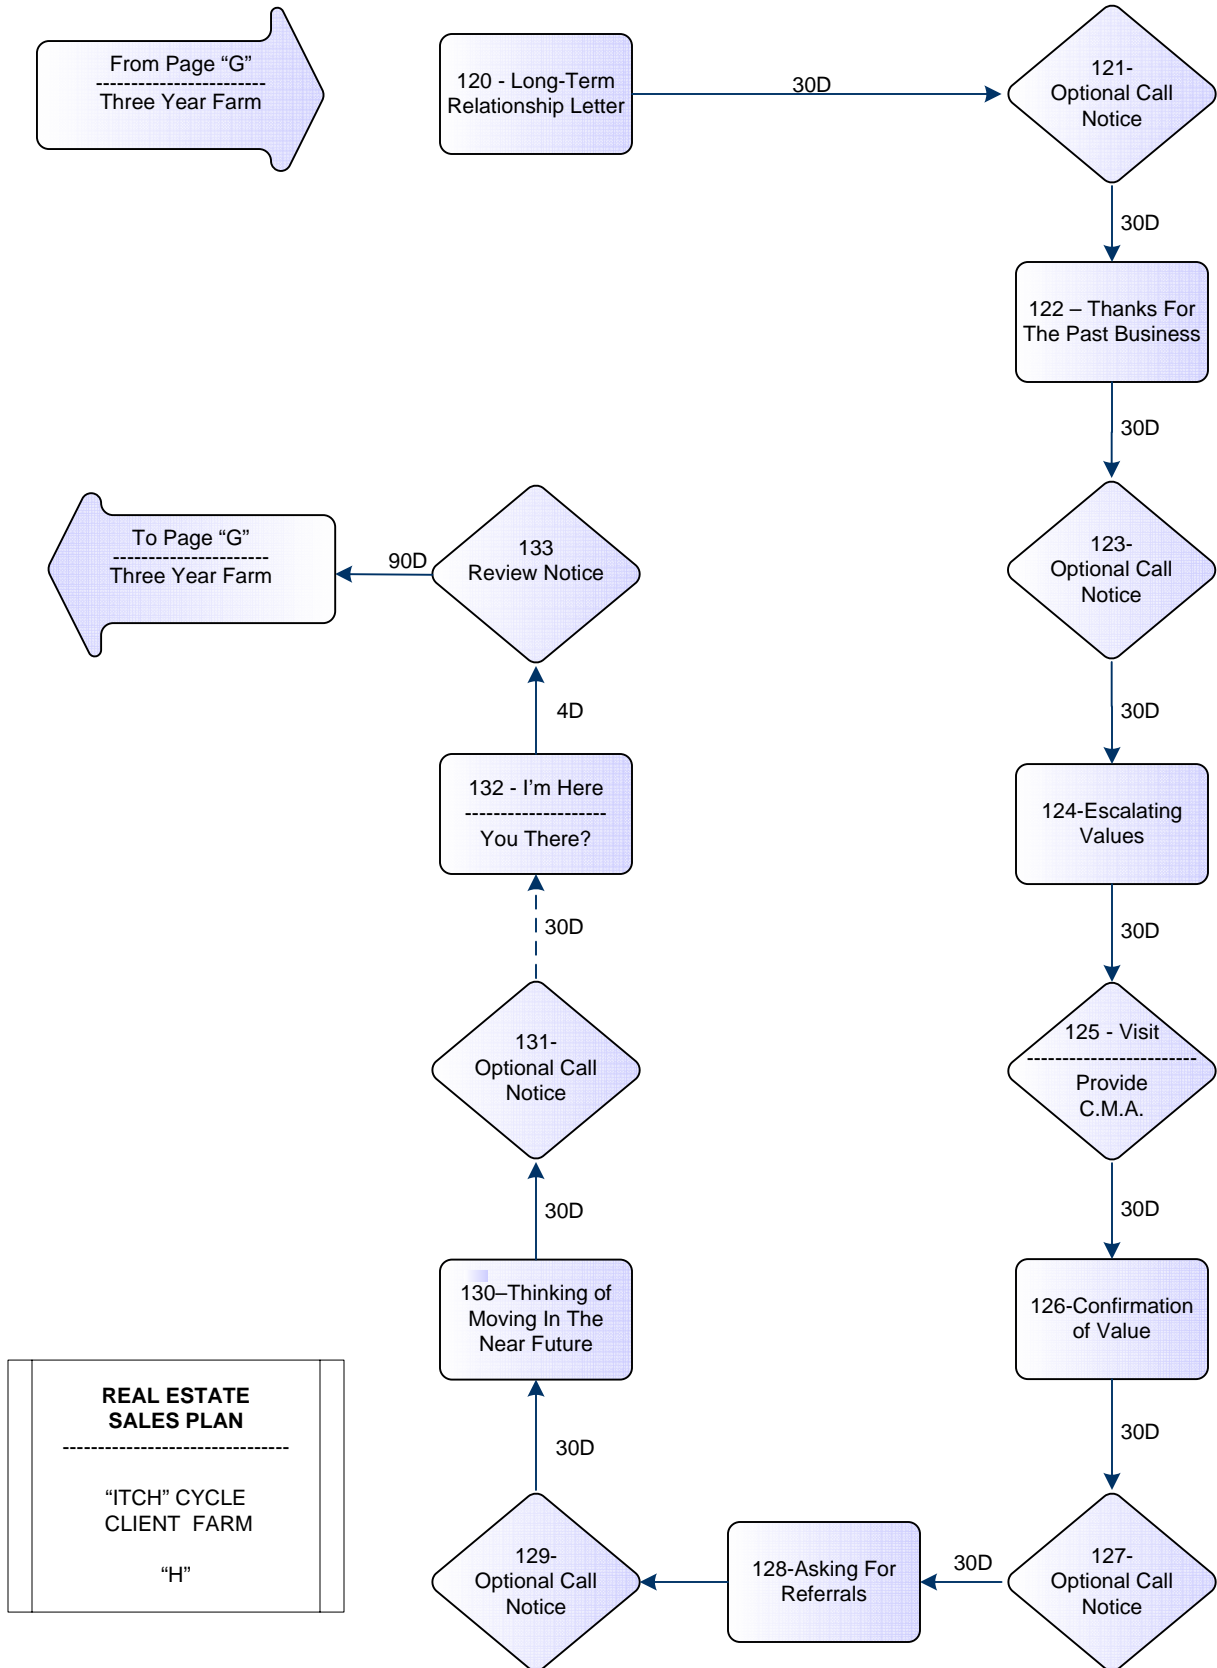 From Page “G”
------------------------
Three Year Farm
120 - Long-Term
Relationship Letter
30D
121-
Optional Call
Notice
30D
122 – Thanks For
The Past Business
30D
123-
Optional Call
Notice
30D
124-Escalating
Values
30D
125 - Visit
------------------------
Provide
C.M.A.
30D
126-Confirmation
of Value
30D
127-
Optional Call
Notice
30D
128-Asking For
Referrals
129-
Optional Call
Notice
30D
130–Thinking of
Moving In The
Near Future
30D
131-
Optional Call
Notice
30D
132 - I’m Here
--------------------
You There?
4D
133
Review Notice
90D
To Page “G”
----------------------
Three Year Farm
REAL ESTATE
SALES PLAN
--------------------------------
“ITCH” CYCLE
CLIENT FARM
“H”